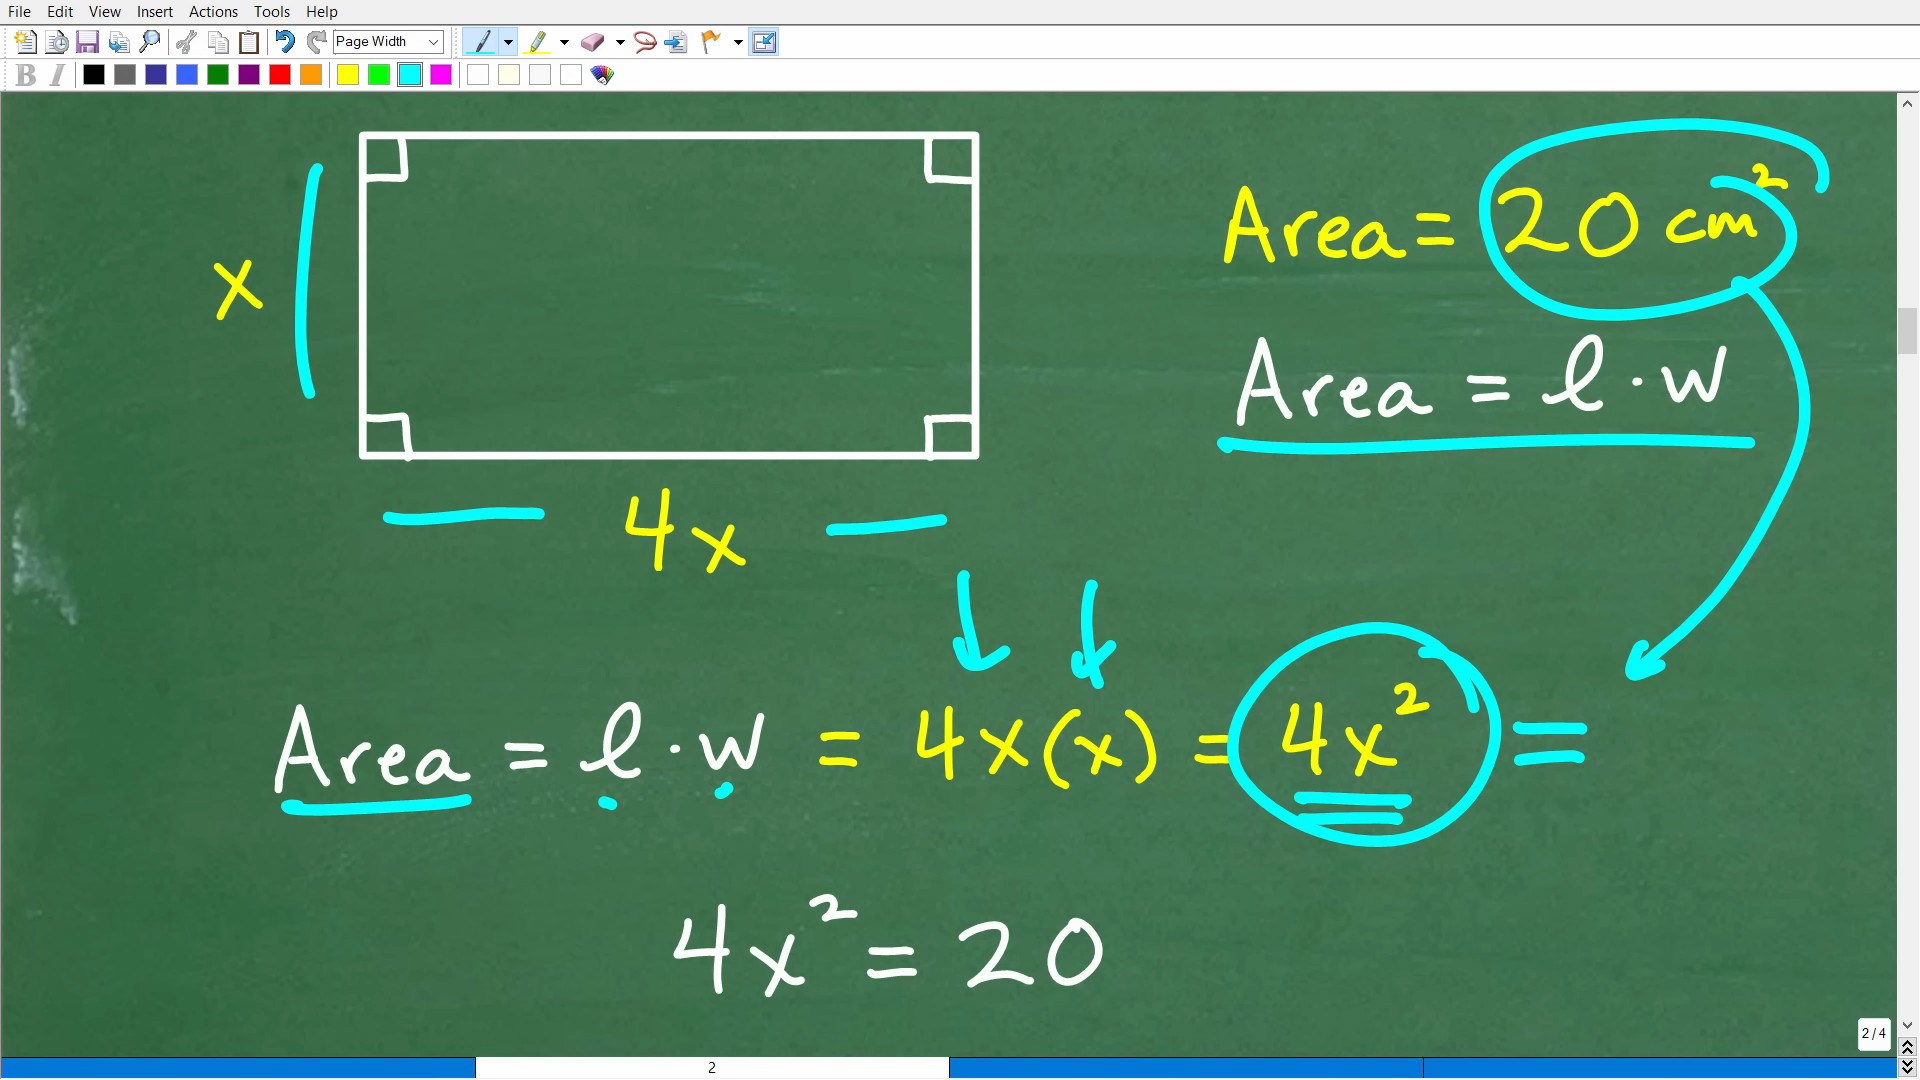 File Edit View Insert Actions Tools Help
Page Width
B I
x
4x
Area = 20 cm²
Area = l · w
Area = l · w = 4x(x) = 4x² =
4x² = 20
2 / 4
2